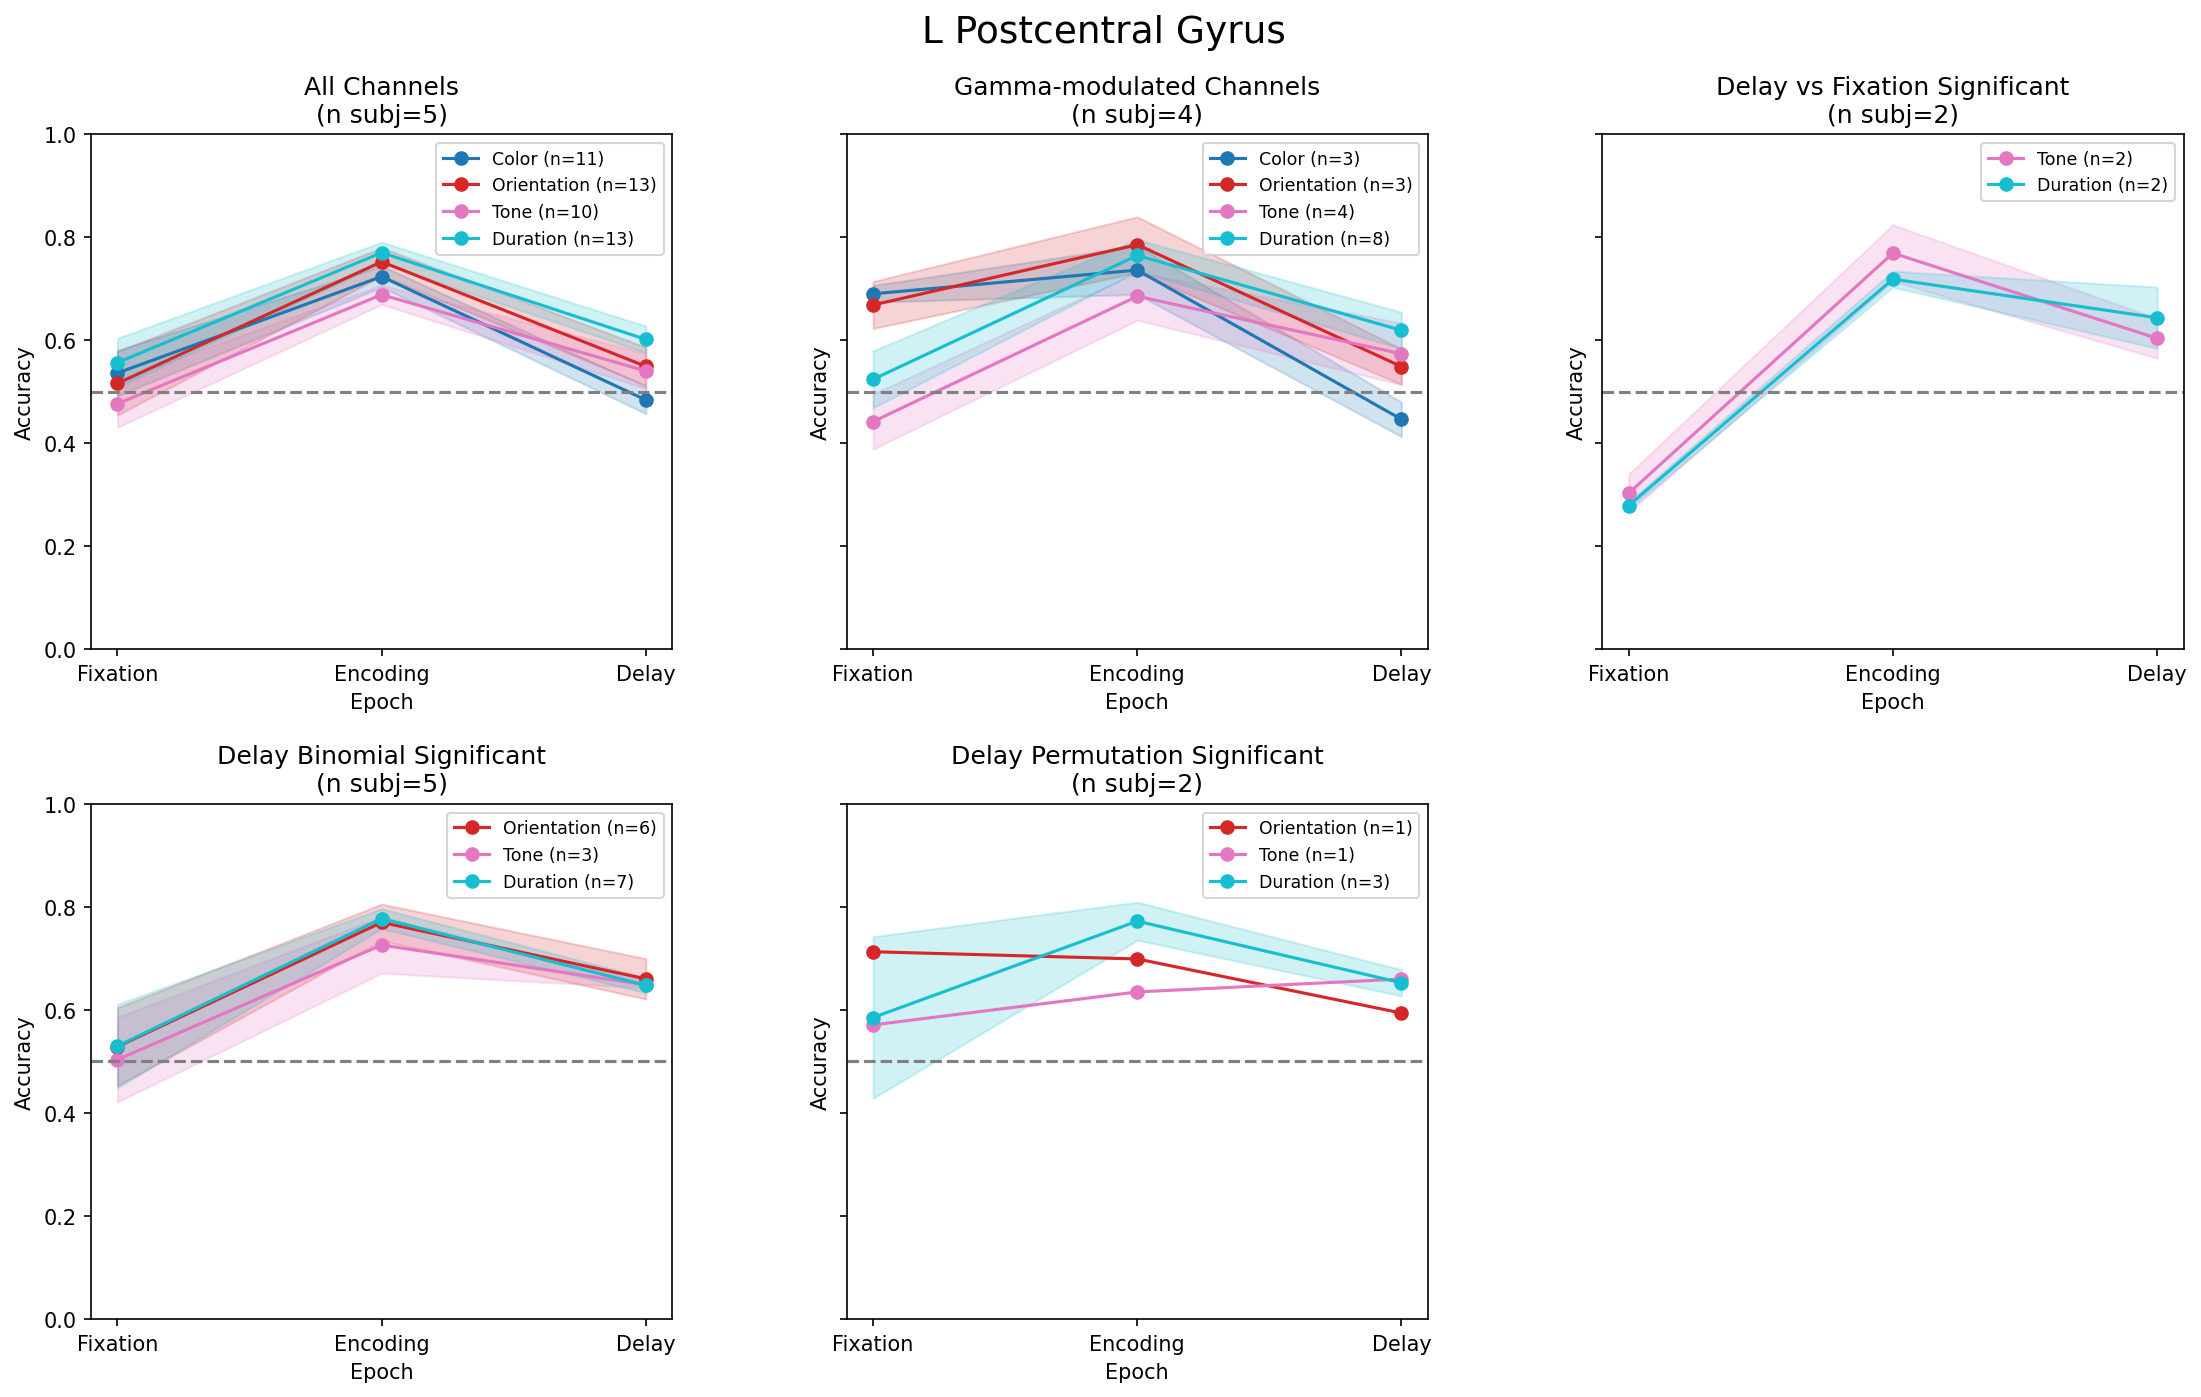 L Postcentral Gyrus
All Channels
(n subj=5)
Accuracy
1.0
0.8
0.6
0.4
0.2
0.0
Color (n=11)
Orientation (n=13)
Tone (n=10)
Duration (n=13)
Fixation
Encoding
Delay
Epoch
Gamma-modulated Channels
(n subj=4)
Accuracy
Color (n=3)
Orientation (n=3)
Tone (n=4)
Duration (n=8)
Fixation
Encoding
Delay
Epoch
Delay vs Fixation Significant
(n subj=2)
Accuracy
Tone (n=2)
Duration (n=2)
Fixation
Encoding
Delay
Epoch
Delay Binomial Significant
(n subj=5)
Accuracy
1.0
0.8
0.6
0.4
0.2
0.0
Orientation (n=6)
Tone (n=3)
Duration (n=7)
Fixation
Encoding
Delay
Epoch
Delay Permutation Significant
(n subj=2)
Accuracy
Orientation (n=1)
Tone (n=1)
Duration (n=3)
Fixation
Encoding
Delay
Epoch